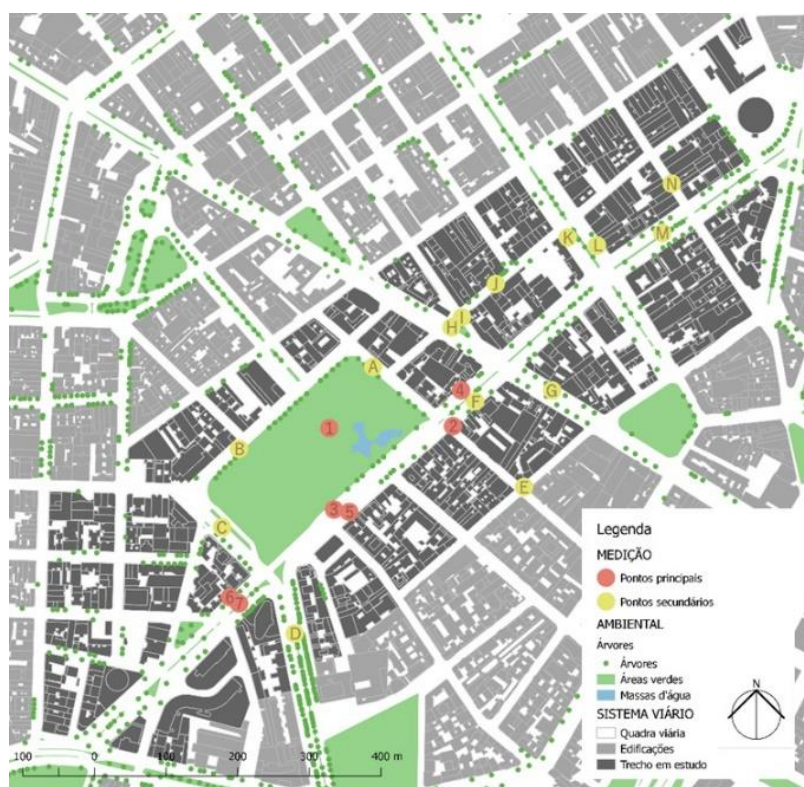 N
K
L
M
J
I
H
A
4
F
G
1
2
B
E
3
5
C
6
7
D
Legenda
MEDIÇÃO
Pontos principais
Pontos secundários
AMBIENTAL
Árvores
Árvores
Áreas verdes
Massas d'água
SISTEMA VIÁRIO
Quadra viária
Edificações
Trecho em estudo
N
100 0 100 200 300 400 m